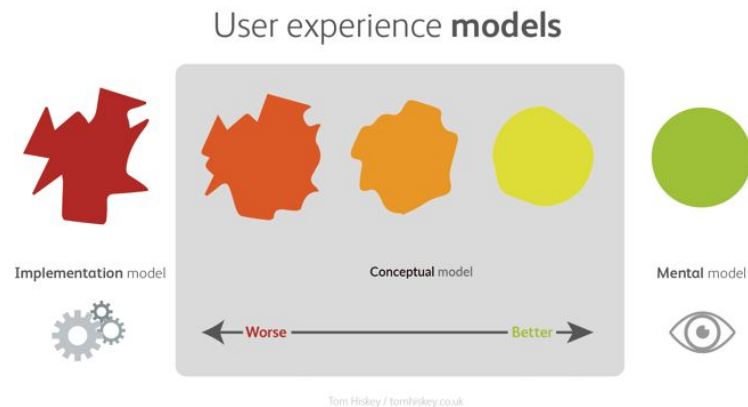 User experience models
Implementation model
Conceptual model
Mental model
Worse
Better
Tom Hiskey / tomhiskey.co.uk